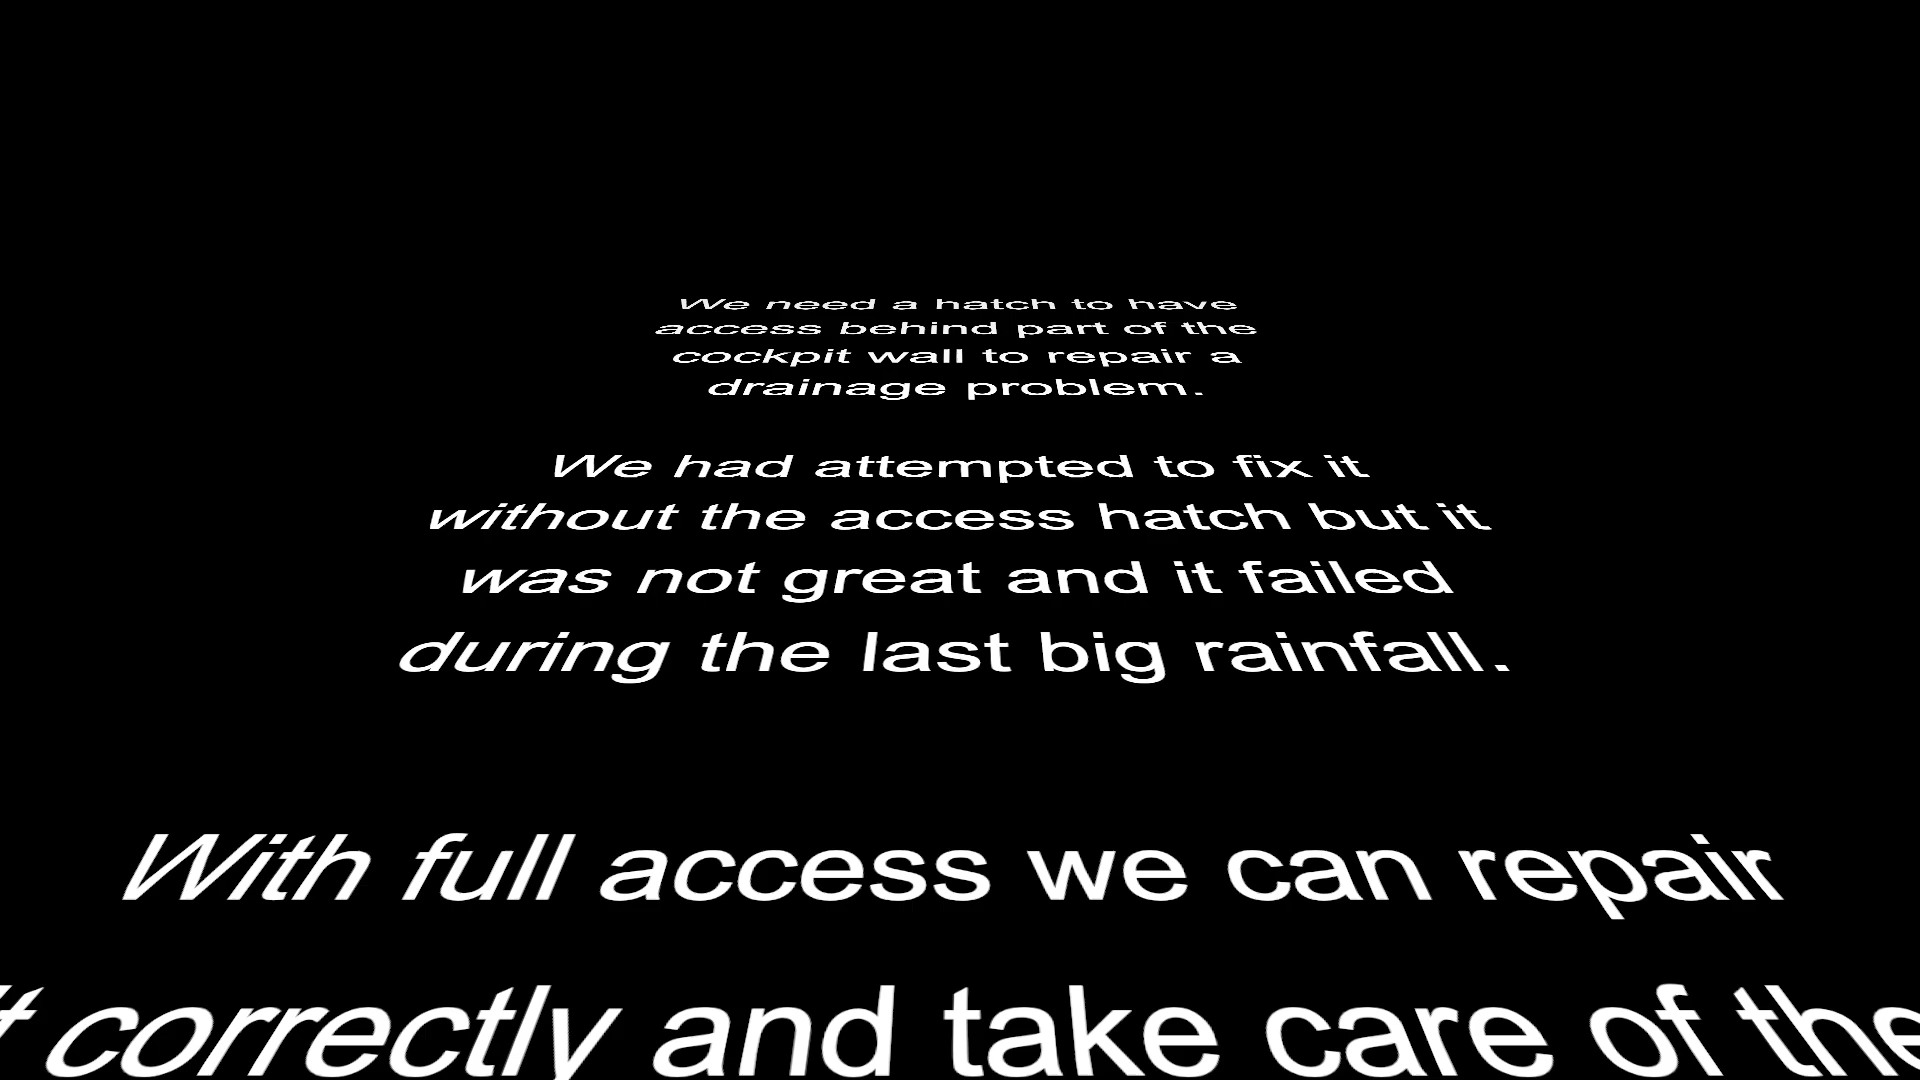 We need a hatch to have
access behind part of the
cockpit wall to repair a
drainage problem.
We had attempted to fix it
without the access hatch but it
was not great and it failed
during the last big rainfall.
With full access we can repair
it correctly and take care of the